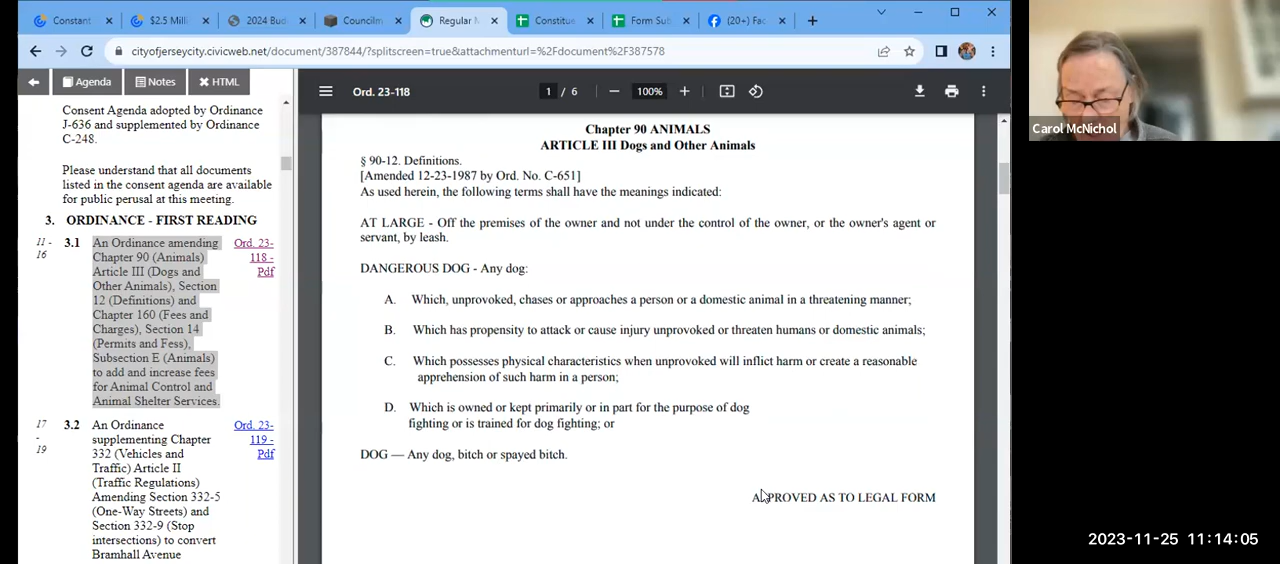 Constant
$2.5 Milli
2024 Bud
Councilm
Regular M
Constitue
Form Sub
(20+) Fac
cityofjerseycity.civicweb.net/document/387844/?splitscreen=true&attachmenturl=%2Fdocument%2F387578
Agenda
Notes
HTML
Ord. 23-118
1 / 6
100%
Consent Agenda adopted by Ordinance
J-636 and supplemented by Ordinance
C-248.
Please understand that all documents
listed in the consent agenda are available
for public perusal at this meeting.
3. ORDINANCE - FIRST READING
11 -
16
3.1 An Ordinance amending
Chapter 90 (Animals)
Article III (Dogs and
Other Animals), Section
12 (Definitions) and
Chapter 160 (Fees and
Charges), Section 14
(Permits and Fess),
Subsection E (Animals)
to add and increase fees
for Animal Control and
Animal Shelter Services.
Ord. 23-
118 -
Pdf
17
-
19
3.2 An Ordinance
supplementing Chapter
332 (Vehicles and
Traffic) Article II
(Traffic Regulations)
Amending Section 332-5
(One-Way Streets) and
Section 332-9 (Stop
intersections) to convert
Bramhall Avenue
Ord. 23-
119 -
Pdf
Chapter 90 ANIMALS
ARTICLE III Dogs and Other Animals
§ 90-12. Definitions.
[Amended 12-23-1987 by Ord. No. C-651]
As used herein, the following terms shall have the meanings indicated:
AT LARGE - Off the premises of the owner and not under the control of the owner, or the owner's agent or
servant, by leash.
DANGEROUS DOG - Any dog:
A. Which, unprovoked, chases or approaches a person or a domestic animal in a threatening manner;
B. Which has propensity to attack or cause injury unprovoked or threaten humans or domestic animals;
C. Which possesses physical characteristics when unprovoked will inflict harm or create a reasonable
apprehension of such harm in a person;
D. Which is owned or kept primarily or in part for the purpose of dog
fighting or is trained for dog fighting; or
DOG — Any dog, bitch or spayed bitch.
APPROVED AS TO LEGAL FORM
Carol McNichol
2023-11-25 11:14:05